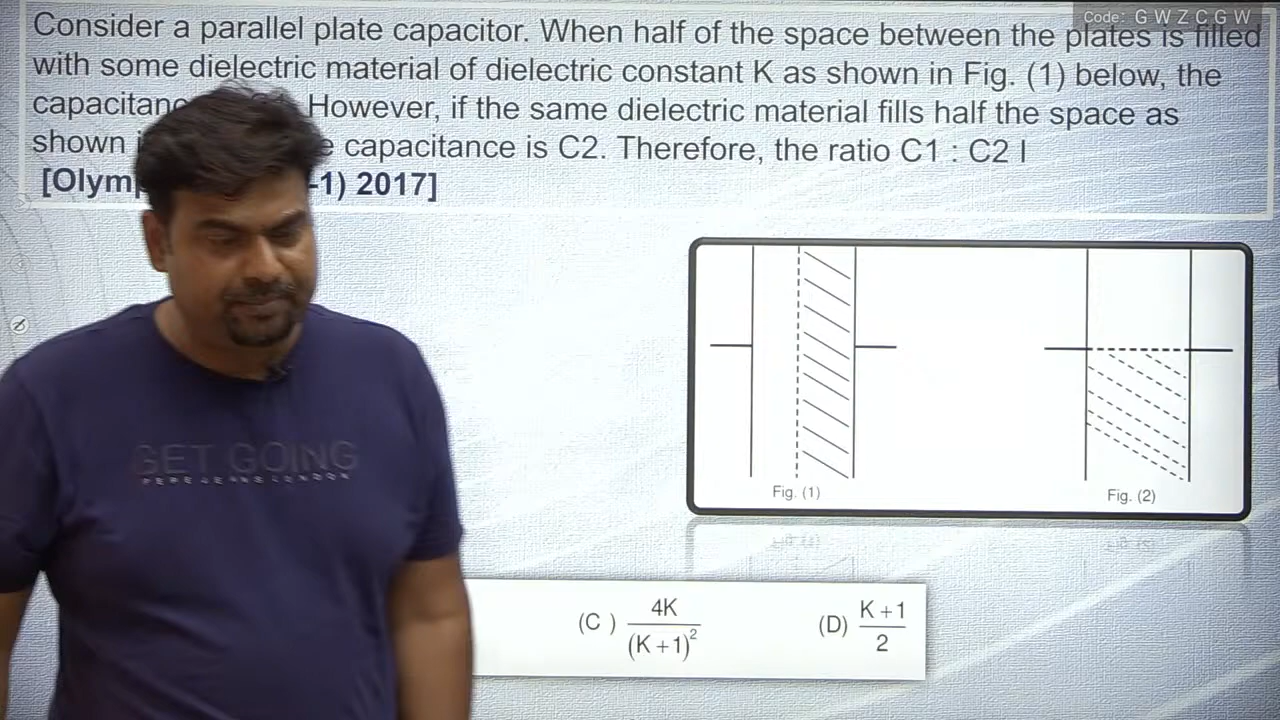 Code: G W Z C G W
Consider a parallel plate capacitor. When half of the space between the plates is filled
with some dielectric material of dielectric constant K as shown in Fig. (1) below, the
However, if the same dielectric material fills half the space as
shown capacitance is C2. Therefore, the ratio C1 : C2 I
-1) 2017]
Fig. (1)
Fig. (2)
GOING
(C ) 4K
(K +1)²
(D) K +1
2